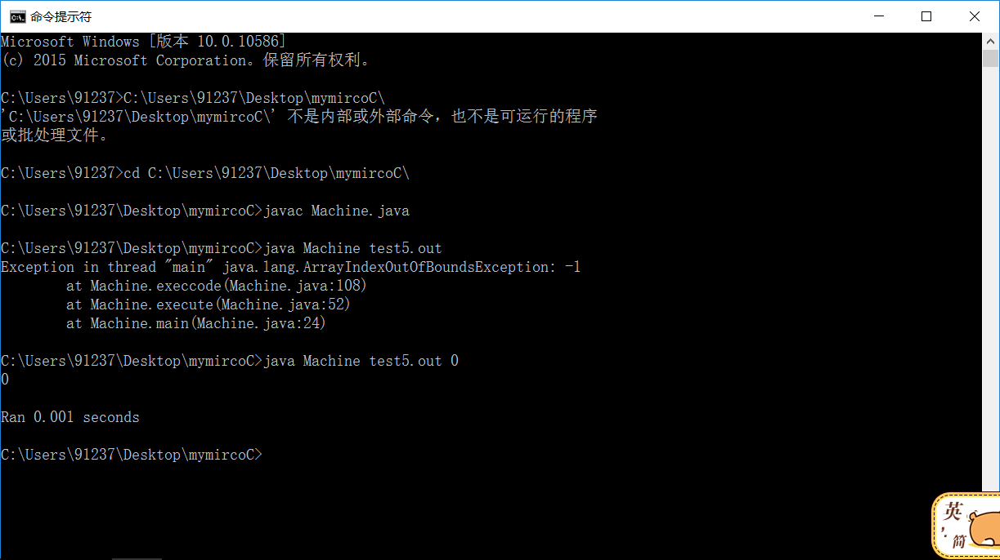 命令提示符
Microsoft Windows [版本 10.0.10586]
(c) 2015 Microsoft Corporation。保留所有权利。
C:\Users\91237>C:\Users\91237\Desktop\mymircoC\
'C:\Users\91237\Desktop\mymircoC\' 不是内部或外部命令，也不是可运行的程序
或批处理文件。
C:\Users\91237>cd C:\Users\91237\Desktop\mymircoC\
C:\Users\91237\Desktop\mymircoC>javac Machine.java
C:\Users\91237\Desktop\mymircoC>java Machine test5.out
Exception in thread "main" java.lang.ArrayIndexOutOfBoundsException: -1
at Machine.execcode(Machine.java:108)
at Machine.execute(Machine.java:52)
at Machine.main(Machine.java:24)
C:\Users\91237\Desktop\mymircoC>java Machine test5.out 0
0
Ran 0.001 seconds
C:\Users\91237\Desktop\mymircoC>
英
简